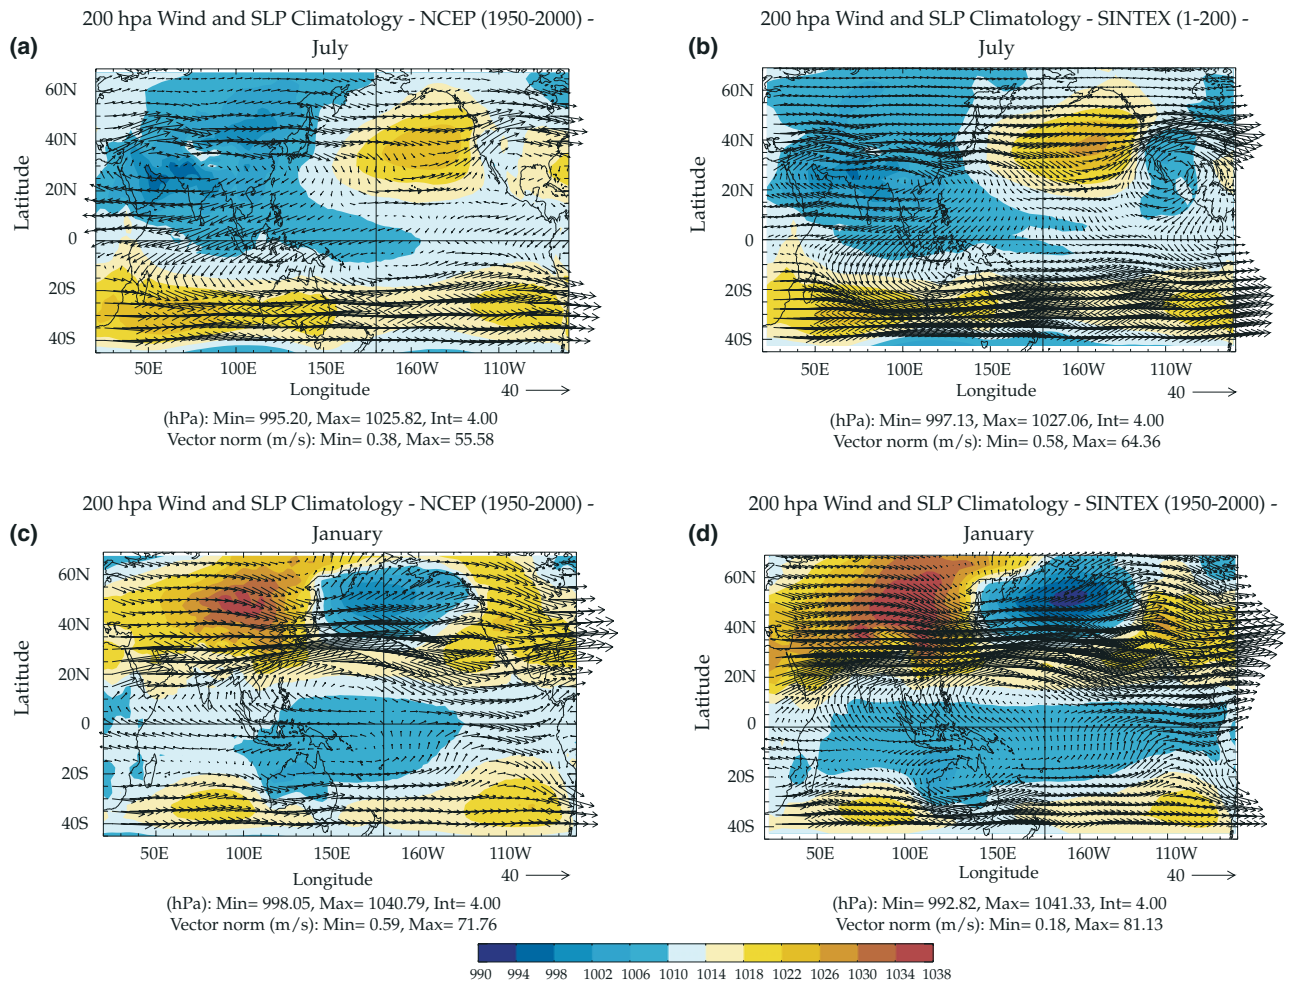 200 hpa Wind and SLP Climatology - NCEP (1950-2000) -
(a)
July
60N
40N
20N
0
20S
40S
Latitude
50E 100E 150E 160W 110W
Longitude
40
(hPa): Min= 995.20, Max= 1025.82, Int= 4.00
Vector norm (m/s): Min= 0.38, Max= 55.58
200 hpa Wind and SLP Climatology - SINTEX (1-200) -
(b)
July
60N
40N
20N
0
20S
40S
Latitude
50E 100E 150E 160W 110W
Longitude
40
(hPa): Min= 997.13, Max= 1027.06, Int= 4.00
Vector norm (m/s): Min= 0.58, Max= 64.36
200 hpa Wind and SLP Climatology - NCEP (1950-2000) -
(c)
January
60N
40N
20N
0
20S
40S
Latitude
50E 100E 150E 160W 110W
Longitude
40
(hPa): Min= 998.05, Max= 1040.79, Int= 4.00
Vector norm (m/s): Min= 0.59, Max= 71.76
200 hpa Wind and SLP Climatology - SINTEX (1950-2000) -
(d)
January
60N
40N
20N
0
20S
40S
Latitude
50E 100E 150E 160W 110W
Longitude
40
(hPa): Min= 992.82, Max= 1041.33, Int= 4.00
Vector norm (m/s): Min= 0.18, Max= 81.13
990 994 998 1002 1006 1010 1014 1018 1022 1026 1030 1034 1038